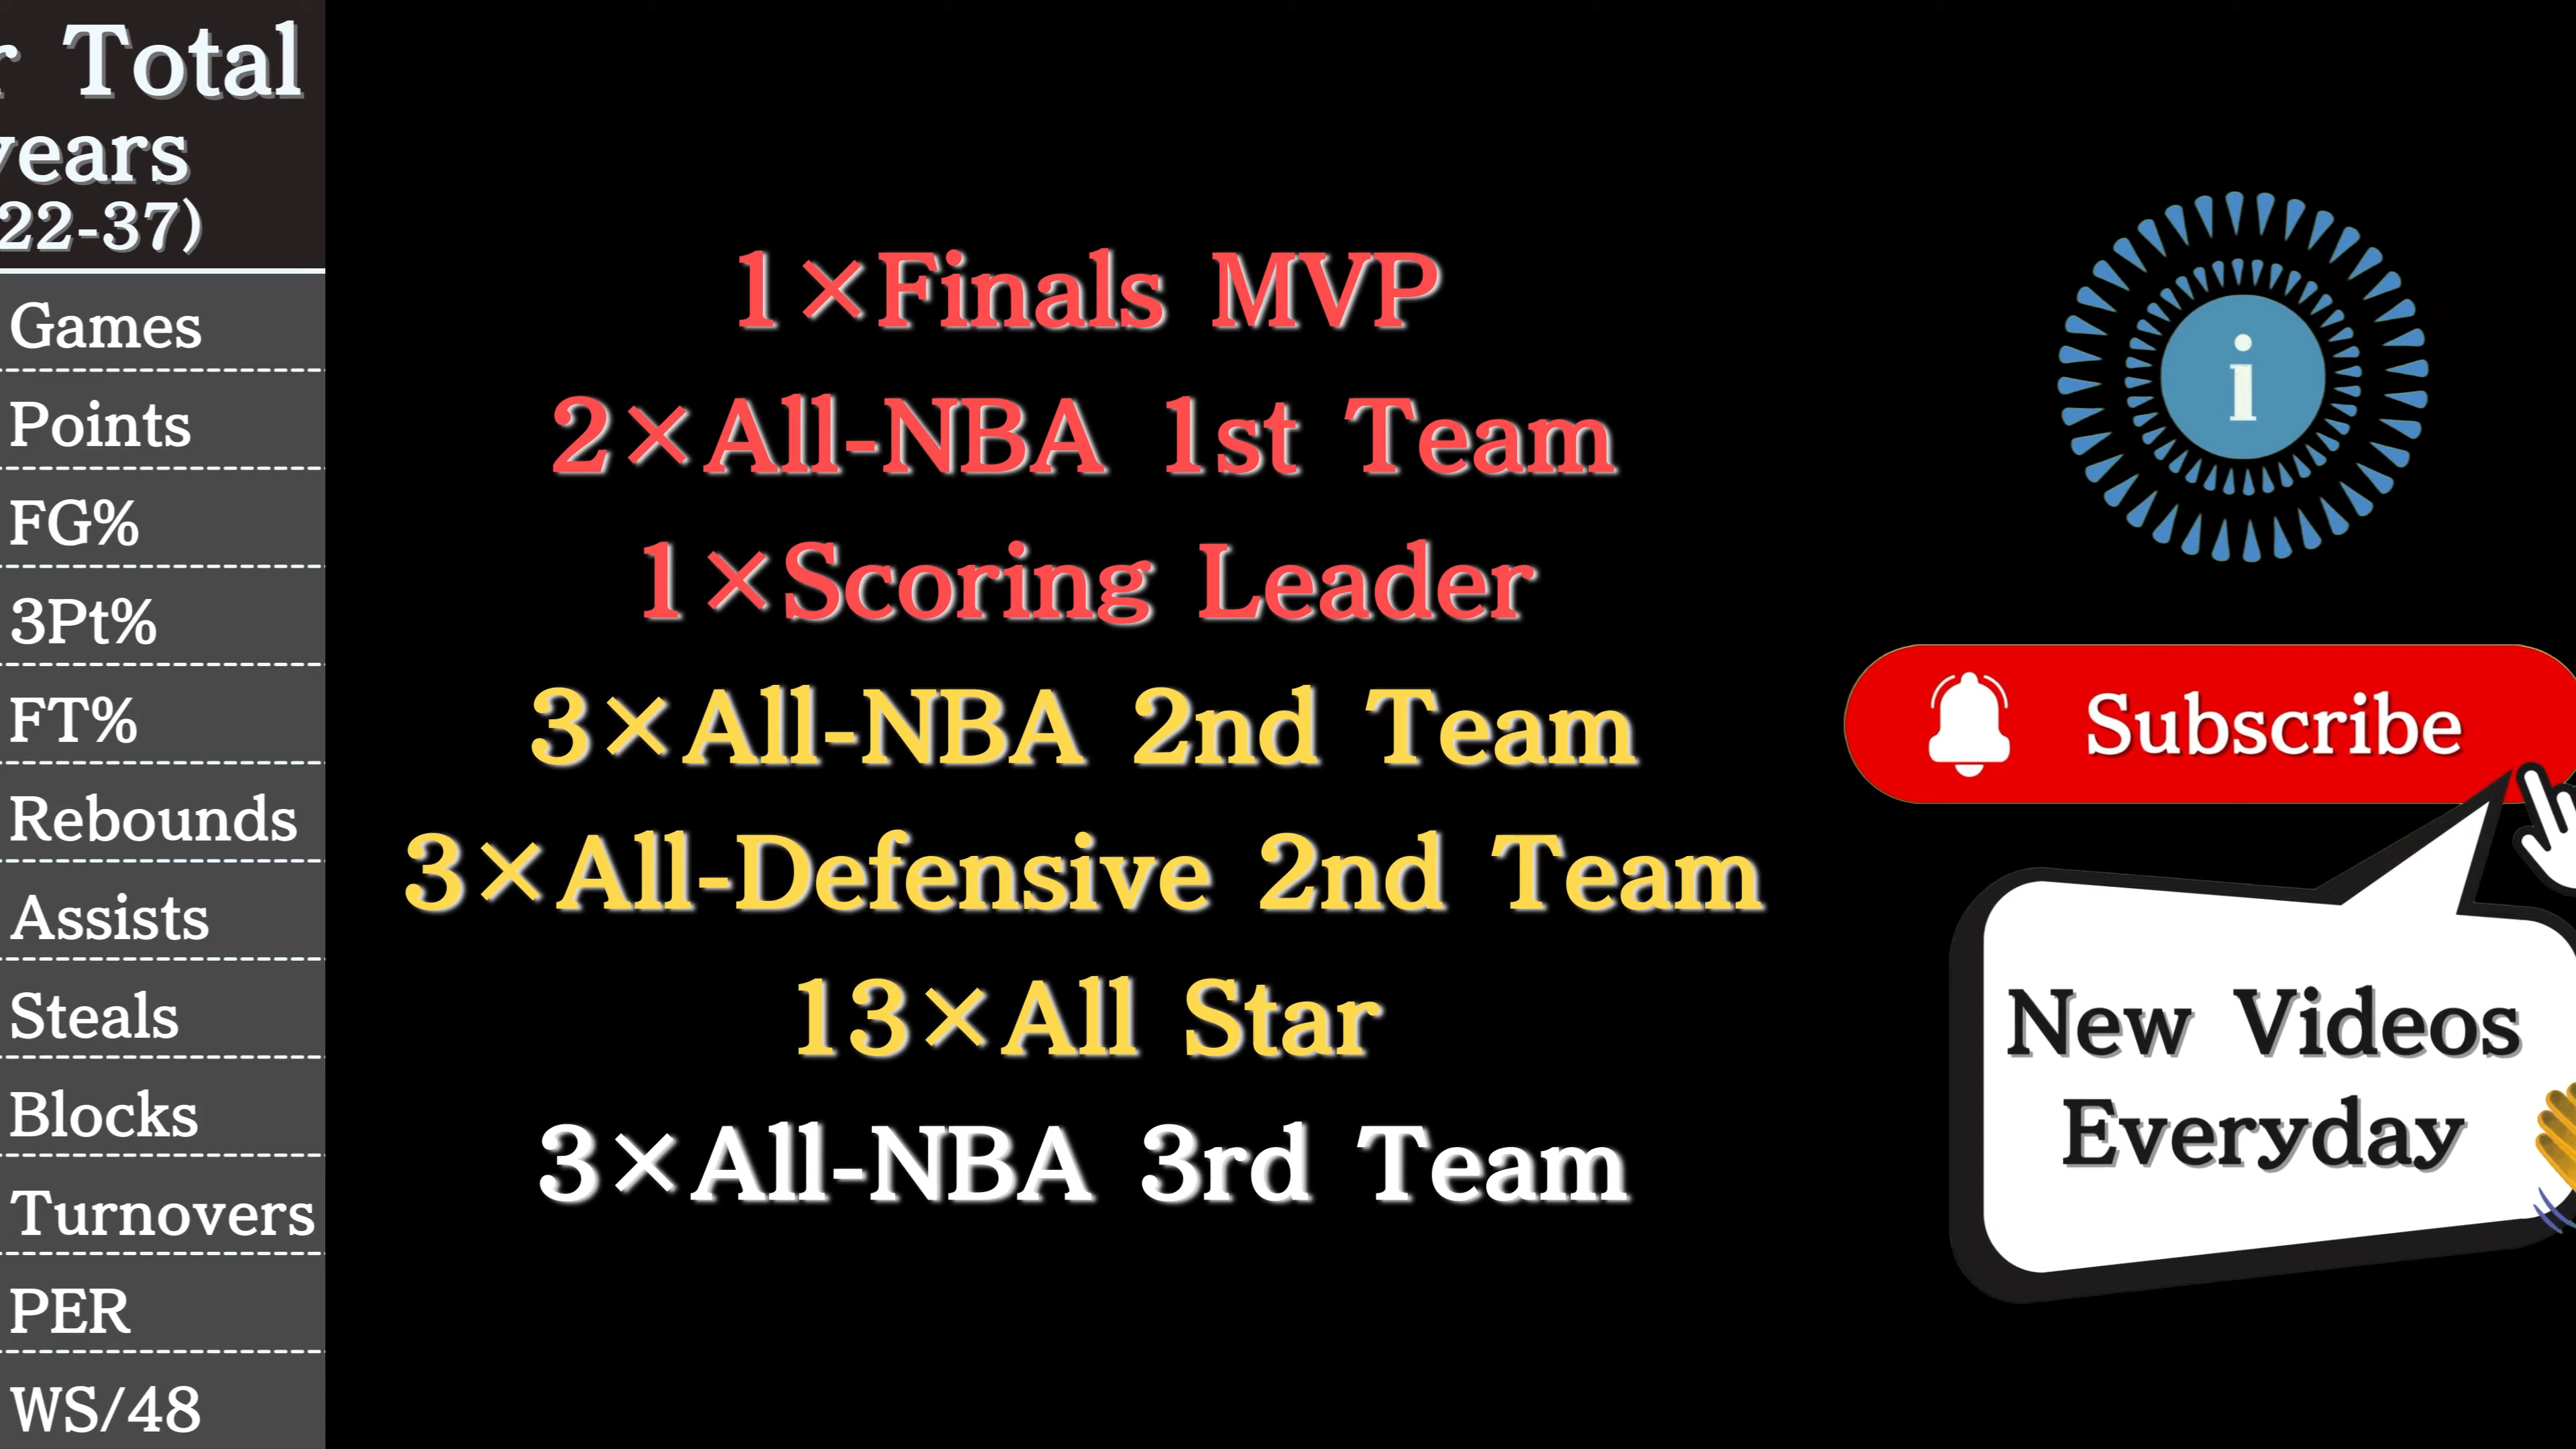 r Total
years
22-37)
Games
Points
FG%
3Pt%
FT%
Rebounds
Assists
Steals
Blocks
Turnovers
PER
WS/48
1×Finals MVP
2×All-NBA 1st Team
1×Scoring Leader
3×All-NBA 2nd Team
3×All-Defensive 2nd Team
13×All Star
3×All-NBA 3rd Team
i
Subscribe
New Videos
Everyday